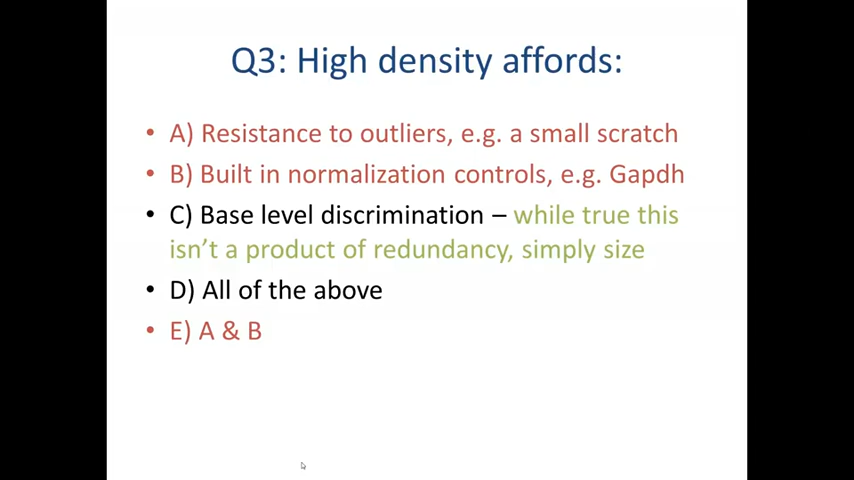 Q3: High density affords:
• A) Resistance to outliers, e.g. a small scratch
• B) Built in normalization controls, e.g. Gapdh
• C) Base level discrimination – while true this
isn't a product of redundancy, simply size
• D) All of the above
• E) A & B